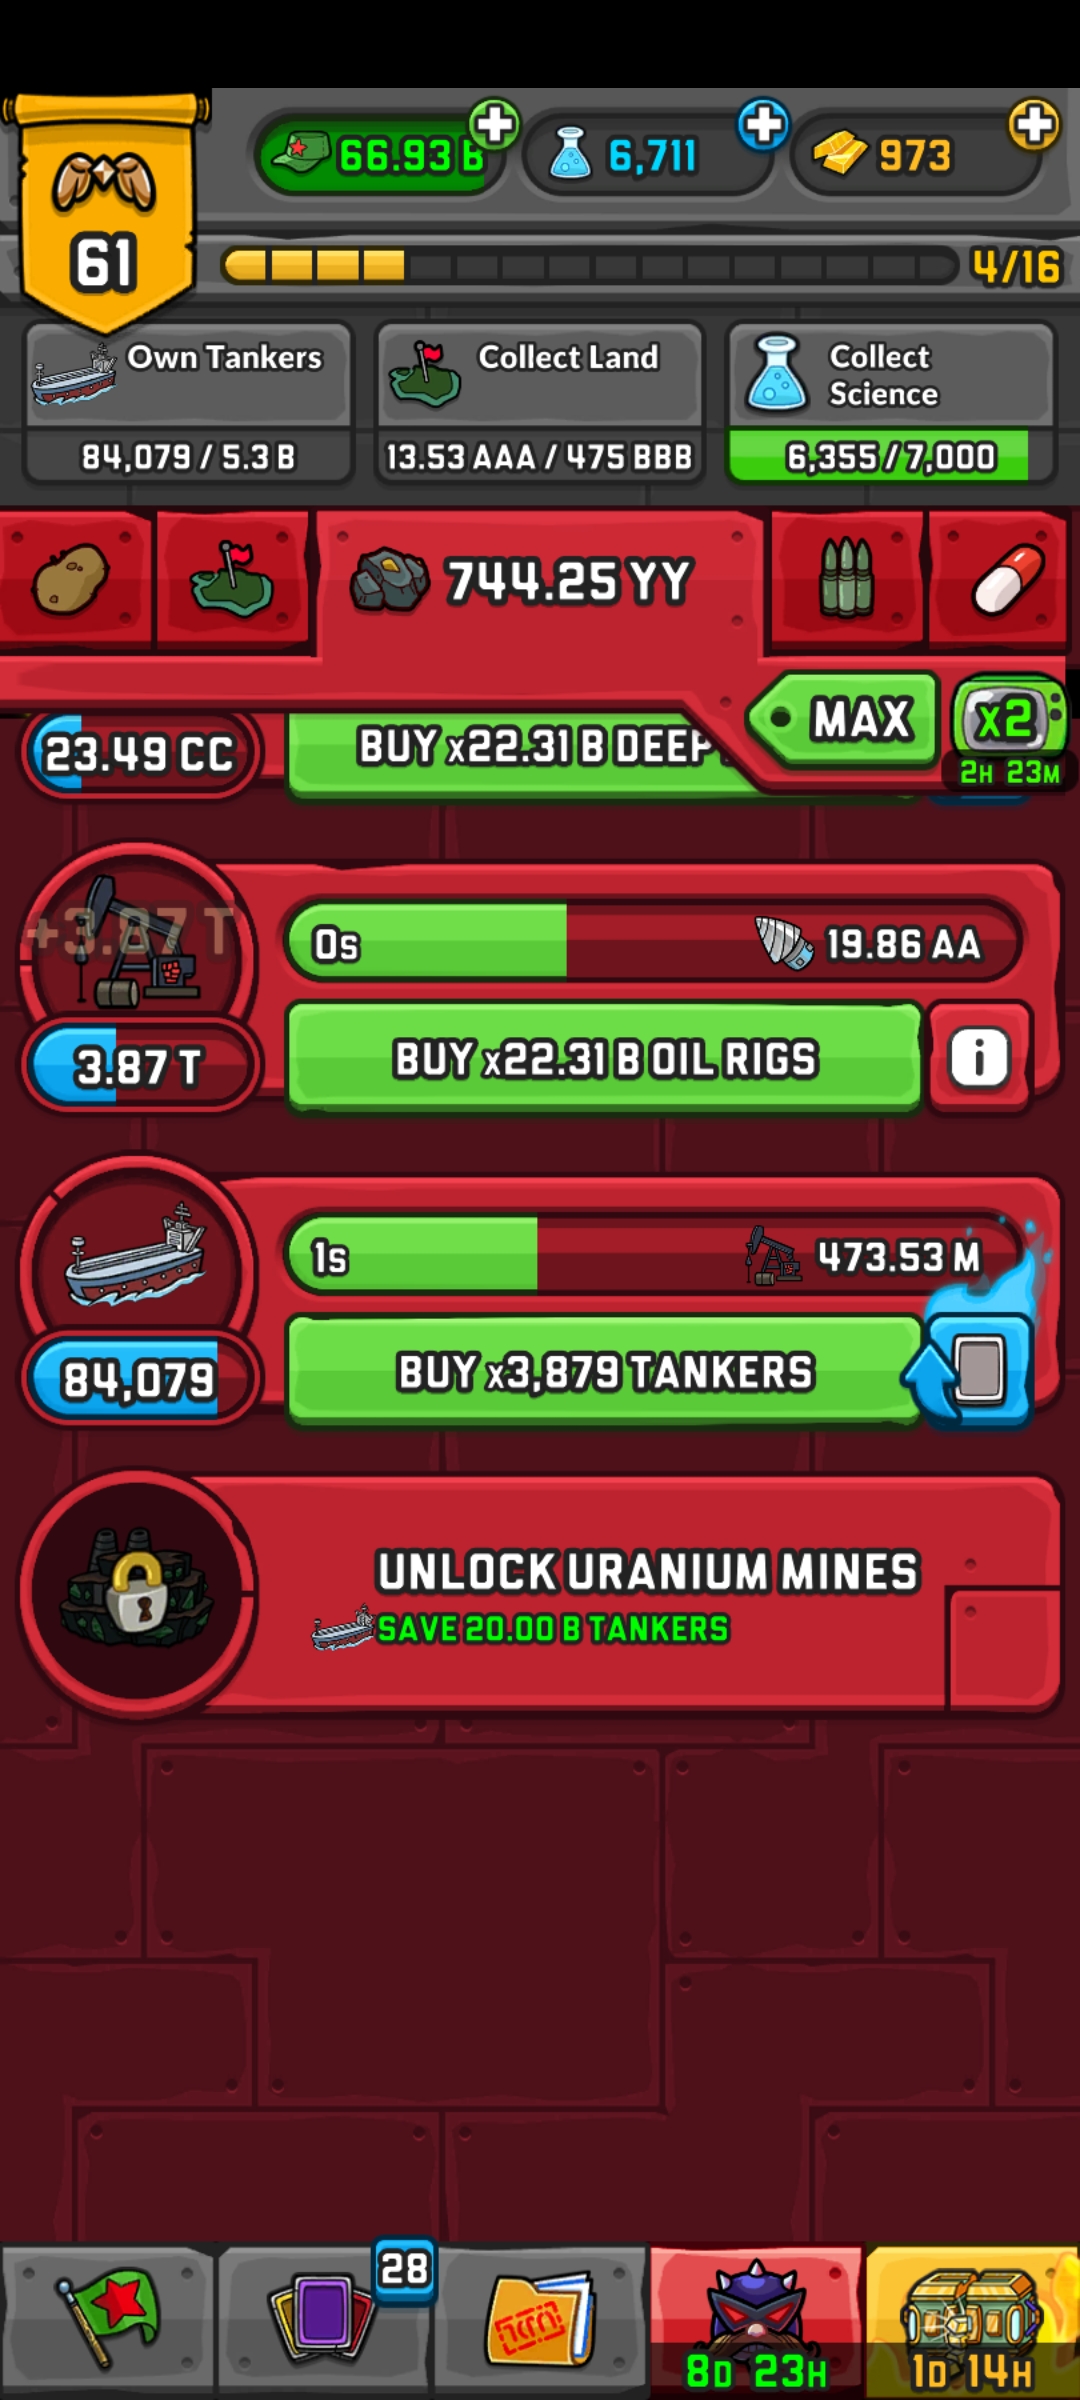 66.93 B
6,711
973
61
4/16
Own Tankers
84,079 / 5.3 B
Collect Land
13.53 AAA / 475 BBB
Collect
Science
6,355 / 7,000
744.25 YY
MAX
x2
2H 23M
23.49 CC
BUY x22.31 B DEEP
+3.87 T
0s
19.86 AA
3.87 T
BUY x22.31 B OIL RIGS
i
1s
473.53 M
84,079
BUY x3,879 TANKERS
UNLOCK URANIUM MINES
SAVE 20.00 B TANKERS
28
8D 23H
1D 14H